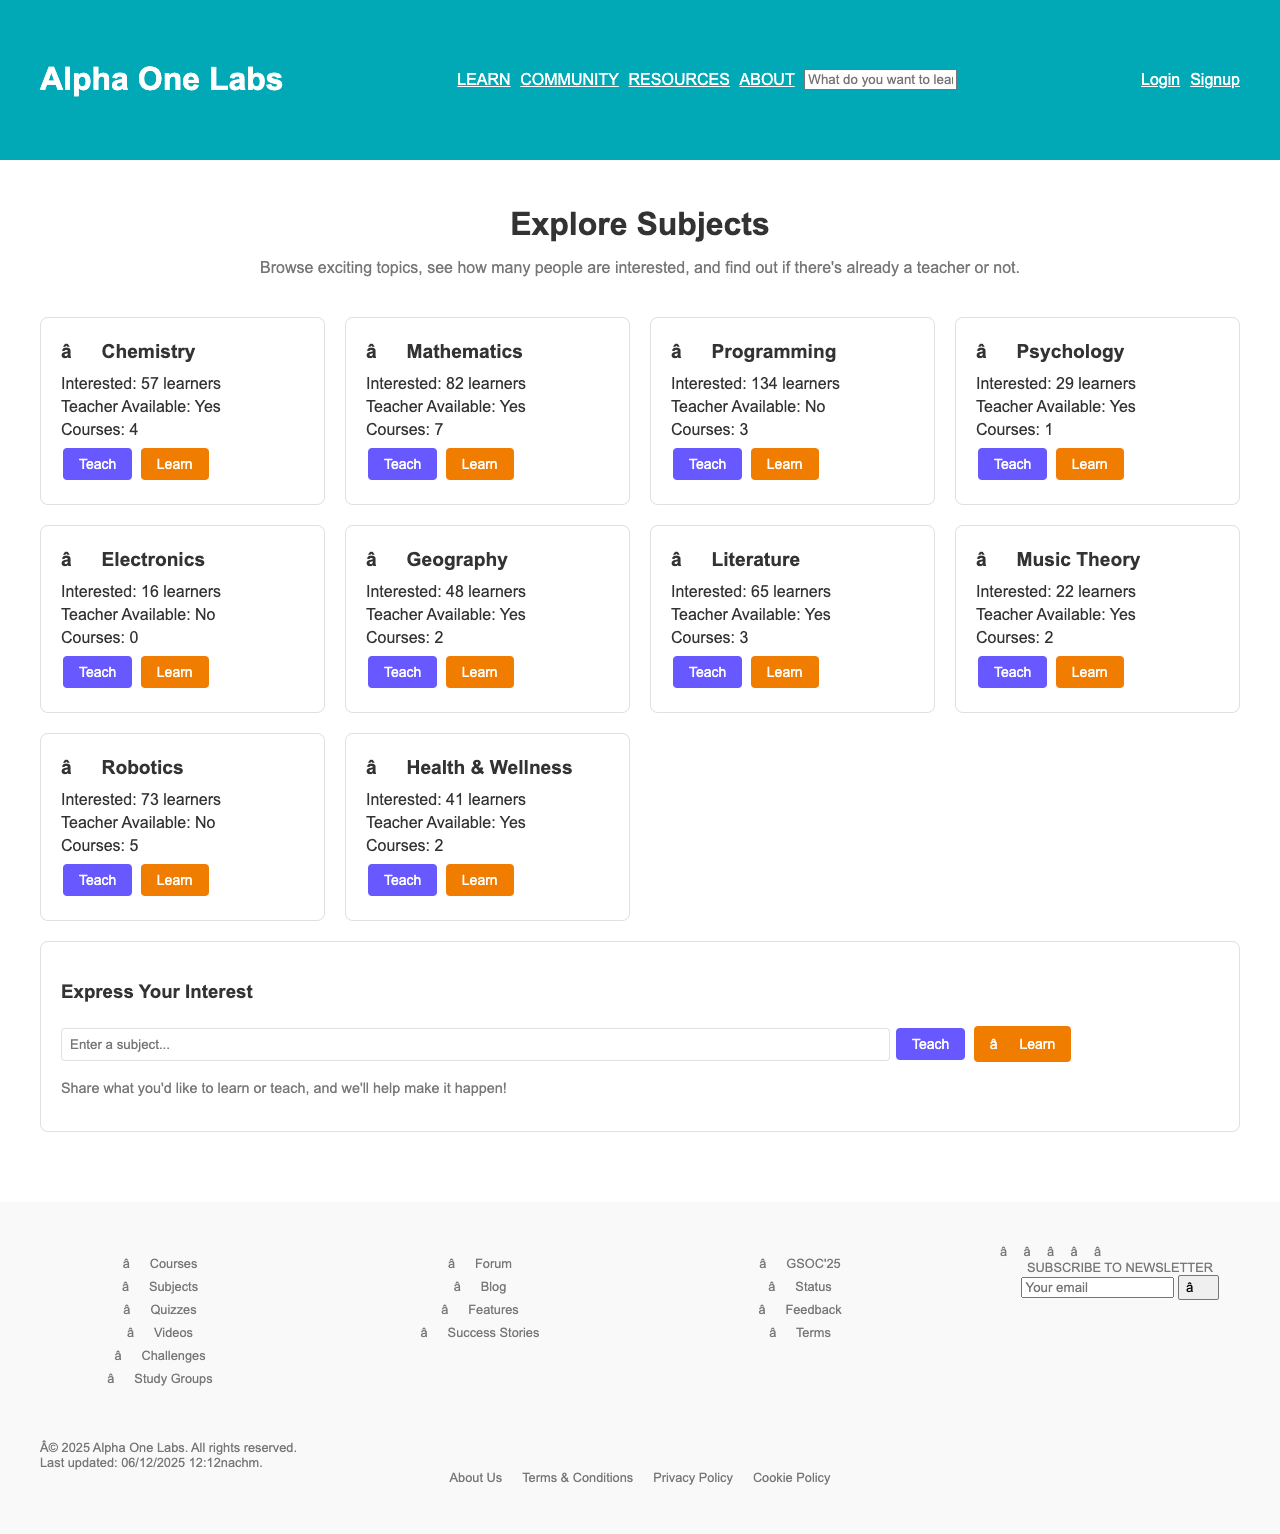 Alpha One Labs
LEARN COMMUNITY RESOURCES ABOUT What do you want to lear
Login Signup
Explore Subjects
Browse exciting topics, see how many people are interested, and find out if there's already a teacher or not.
â Chemistry
Interested: 57 learners
Teacher Available: Yes
Courses: 4
Teach Learn
â Mathematics
Interested: 82 learners
Teacher Available: Yes
Courses: 7
Teach Learn
â Programming
Interested: 134 learners
Teacher Available: No
Courses: 3
Teach Learn
â Psychology
Interested: 29 learners
Teacher Available: Yes
Courses: 1
Teach Learn
â Electronics
Interested: 16 learners
Teacher Available: No
Courses: 0
Teach Learn
â Geography
Interested: 48 learners
Teacher Available: Yes
Courses: 2
Teach Learn
â Literature
Interested: 65 learners
Teacher Available: Yes
Courses: 3
Teach Learn
â Music Theory
Interested: 22 learners
Teacher Available: Yes
Courses: 2
Teach Learn
â Robotics
Interested: 73 learners
Teacher Available: No
Courses: 5
Teach Learn
â Health & Wellness
Interested: 41 learners
Teacher Available: Yes
Courses: 2
Teach Learn
Express Your Interest
Enter a subject... Teach â Learn
Share what you'd like to learn or teach, and we'll help make it happen!
â Courses
â Subjects
â Quizzes
â Videos
â Challenges
â Study Groups
â Forum
â Blog
â Features
â Success Stories
â GSOC'25
â Status
â Feedback
â Terms
â â â â â
SUBSCRIBE TO NEWSLETTER
Your email â
Â© 2025 Alpha One Labs. All rights reserved.
Last updated: 06/12/2025 12:12nachm.
About Us Terms & Conditions Privacy Policy Cookie Policy